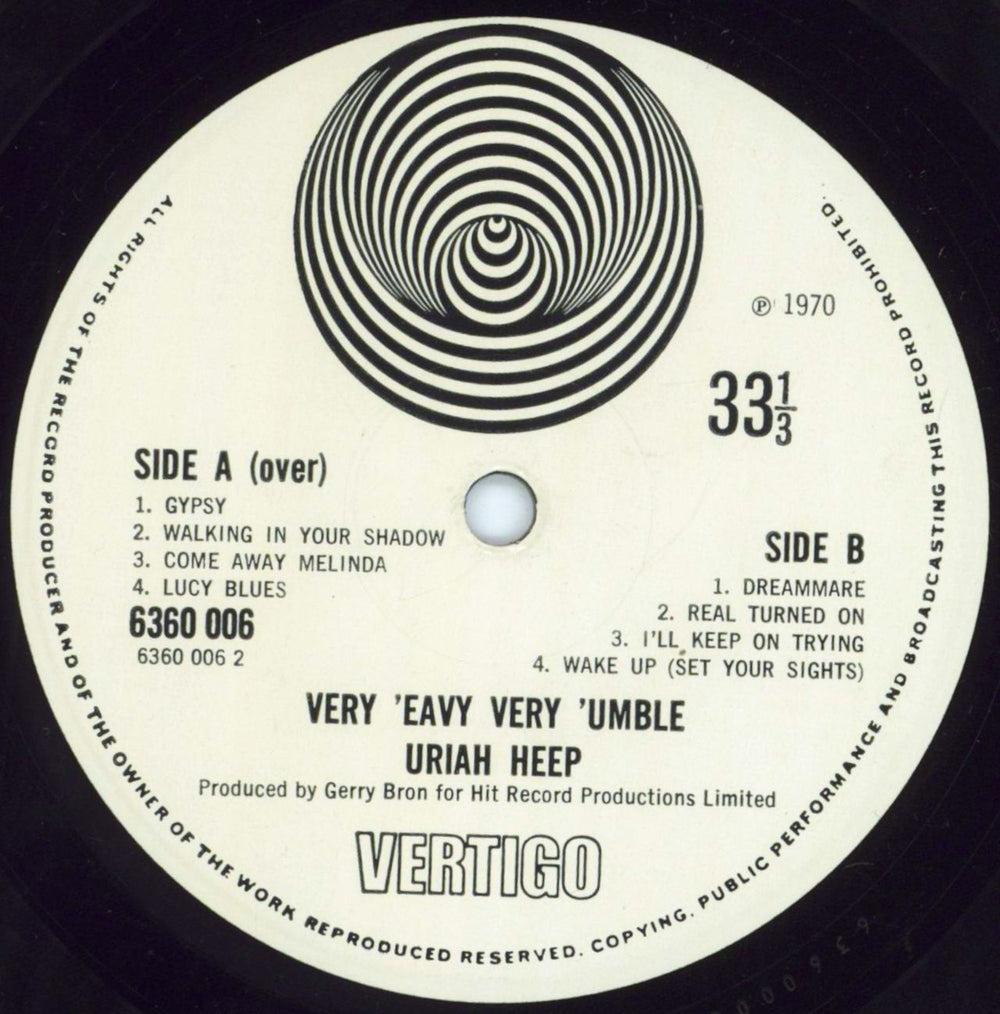 ALL RIGHTS OF THE RECORD PRODUCER AND OF THE OWNER OF THE WORK REPRODUCED RESERVED. COPYING. PUBLIC PERFORMANCE AND BROADCASTING THIS RECORD PROHIBITED.
Ⓟ 1970
33⅓
SIDE A (over)
1. GYPSY
2. WALKING IN YOUR SHADOW
3. COME AWAY MELINDA
4. LUCY BLUES
6360 006
6360 006 2
SIDE B
1. DREAMMARE
2. REAL TURNED ON
3. I'LL KEEP ON TRYING
4. WAKE UP (SET YOUR SIGHTS)
VERY 'EAVY VERY 'UMBLE
URIAH HEEP
Produced by Gerry Bron for Hit Record Productions Limited
VERTIGO